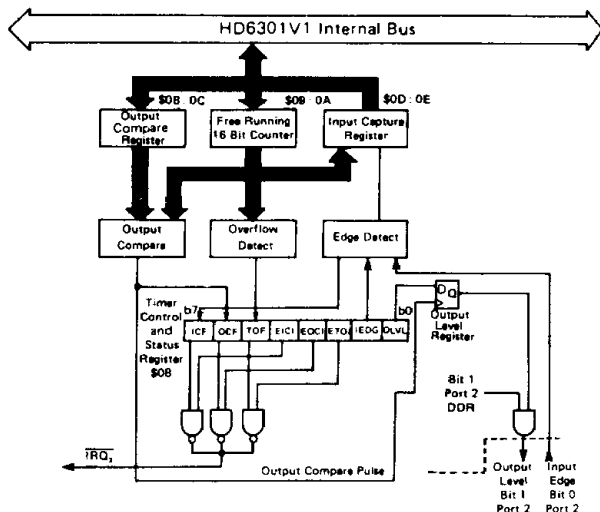 HD6301V1 Internal Bus
$0B : 0C
$09 : 0A
$0D : 0E
Output
Compare
Register
Free Running
16 Bit Counter
Input Capture
Register
Output
Compare
Overflow
Detect
Edge Detect
Timer
Control
and
Status
Register
$08
b7
b0
ICF
OCF
TOF
EICI
EOCI
ETOI
IEDG
OLVL
D
Q
Output
Level
Register
Bit 1
Port 2
DDR
IRQ₂
Output Compare Pulse
Output
Level
Bit 1
Port 2
Input
Edge
Bit 0
Port 2